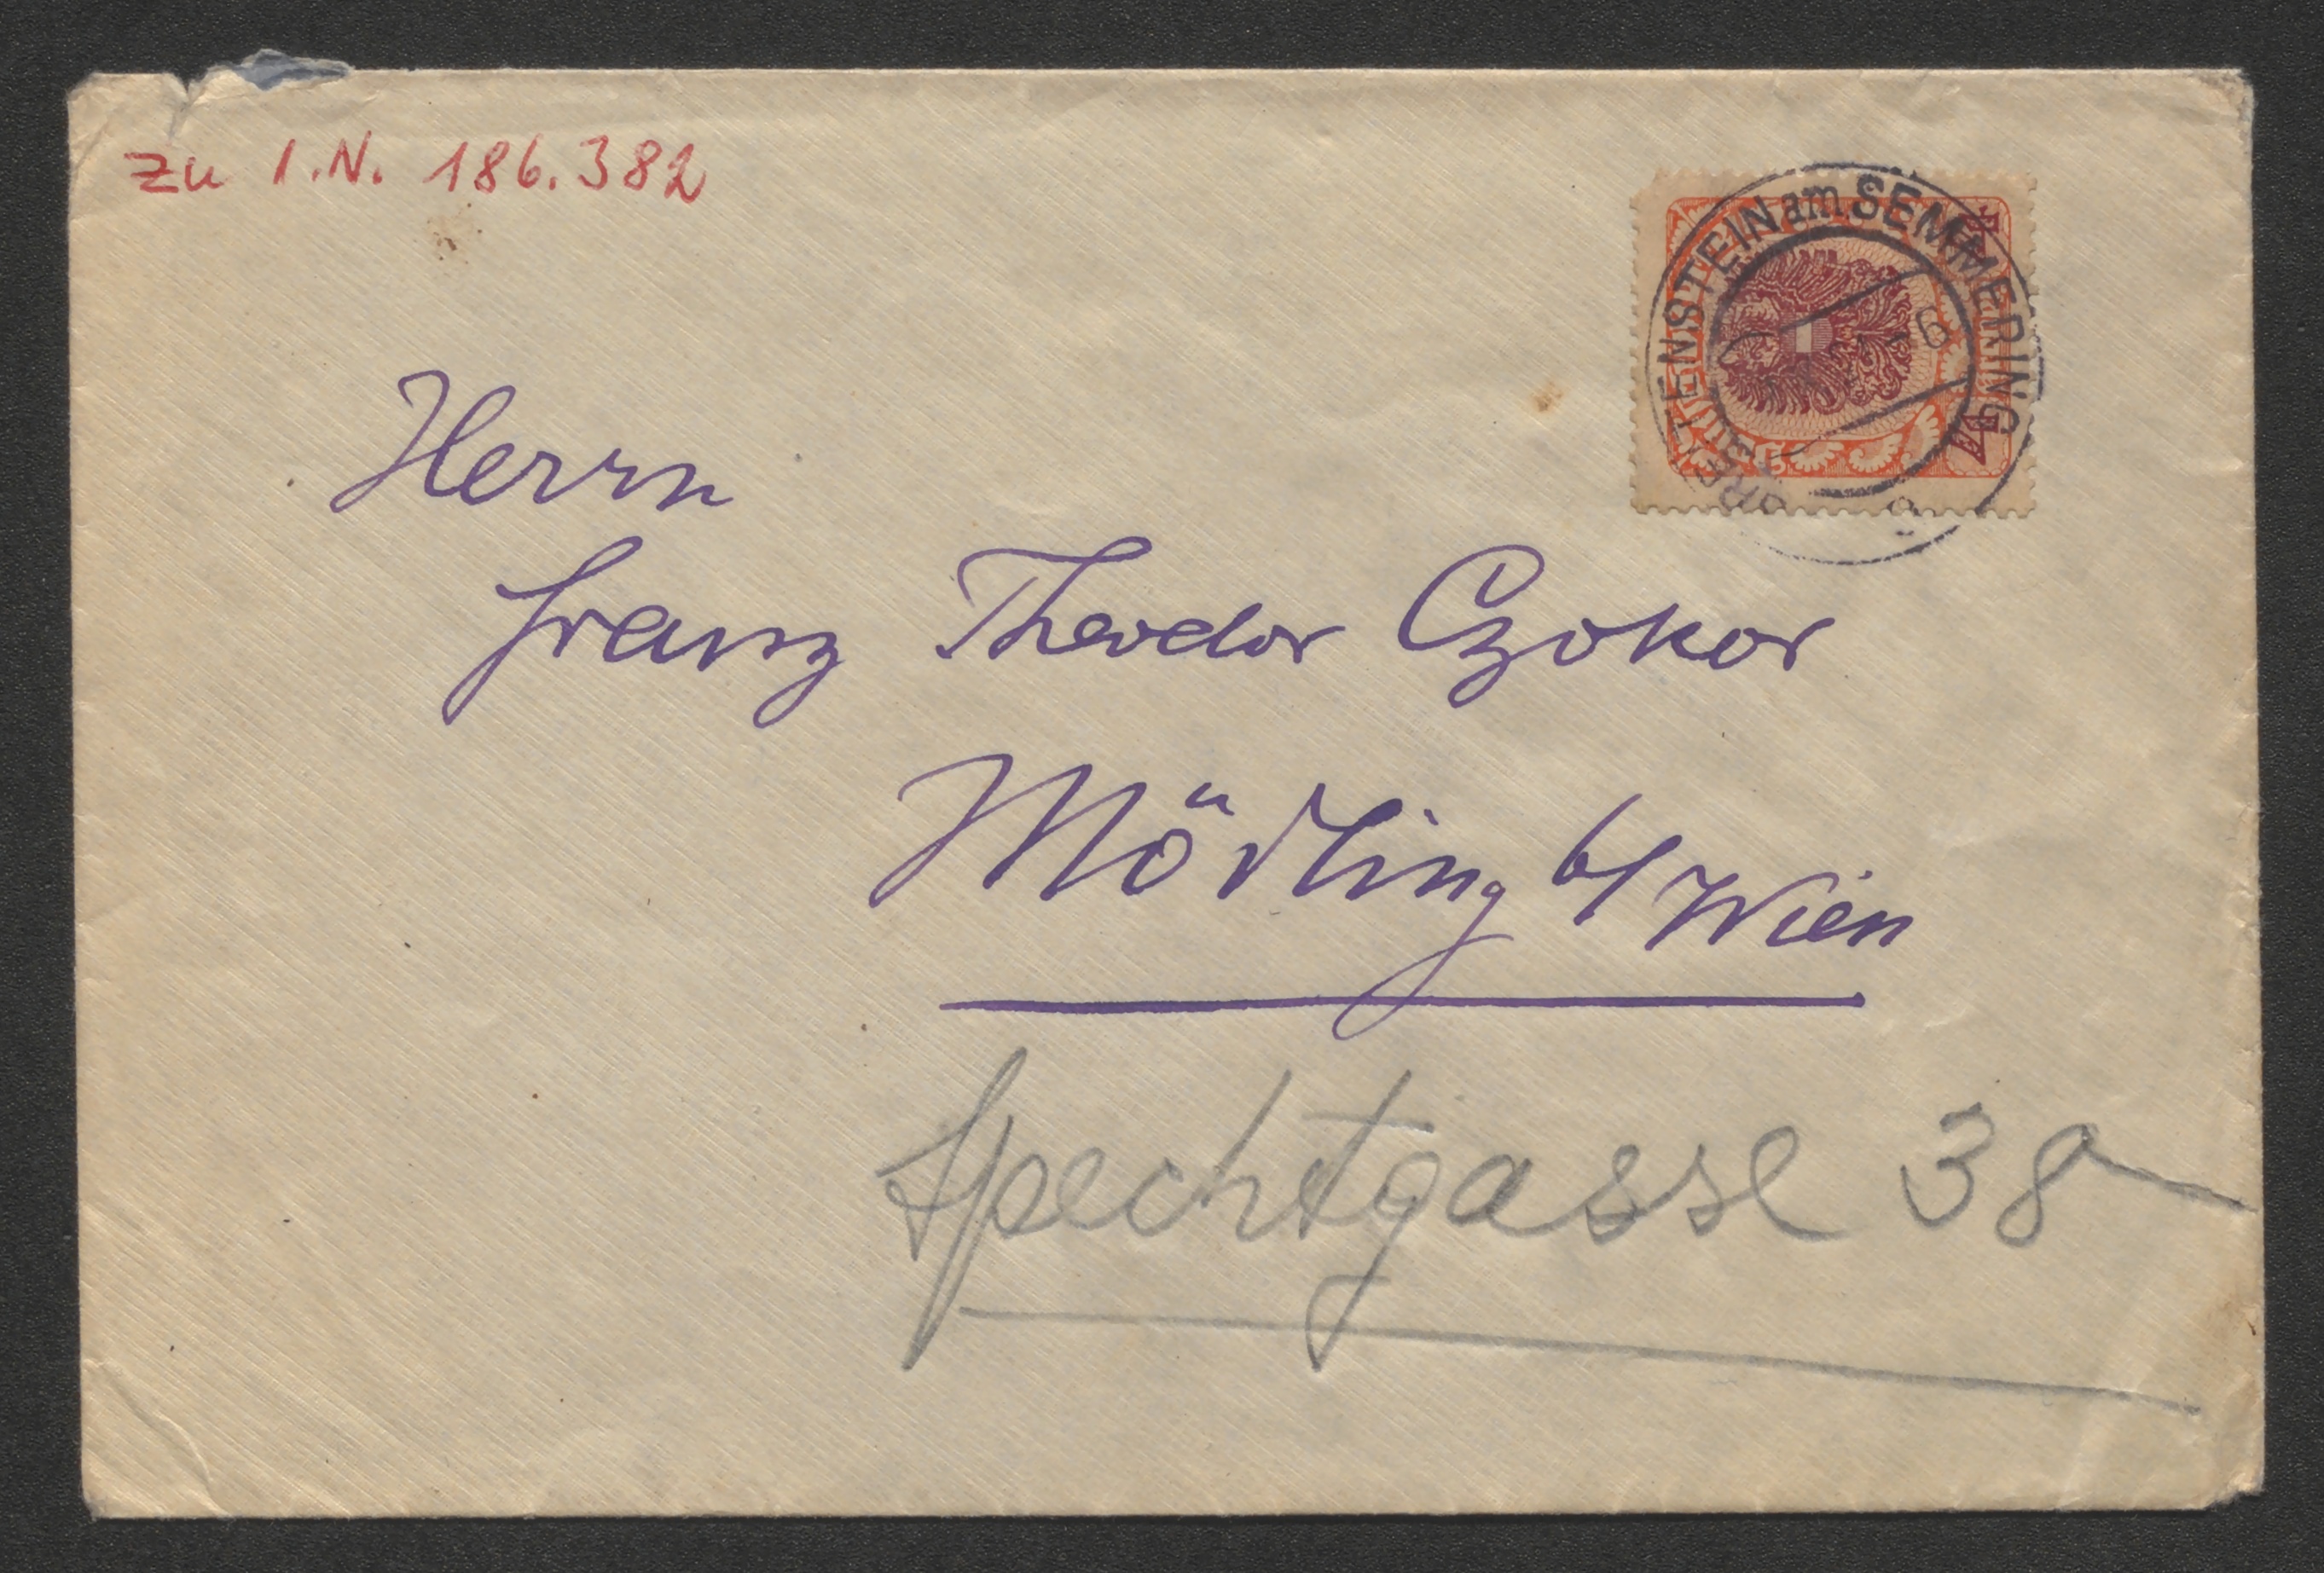 zu I.N. 186.382
BREITENSTEIN am SEMMERING
Herrn
Franz Theodor Czokor
Mödling b/ Wien
Spechtgasse 38